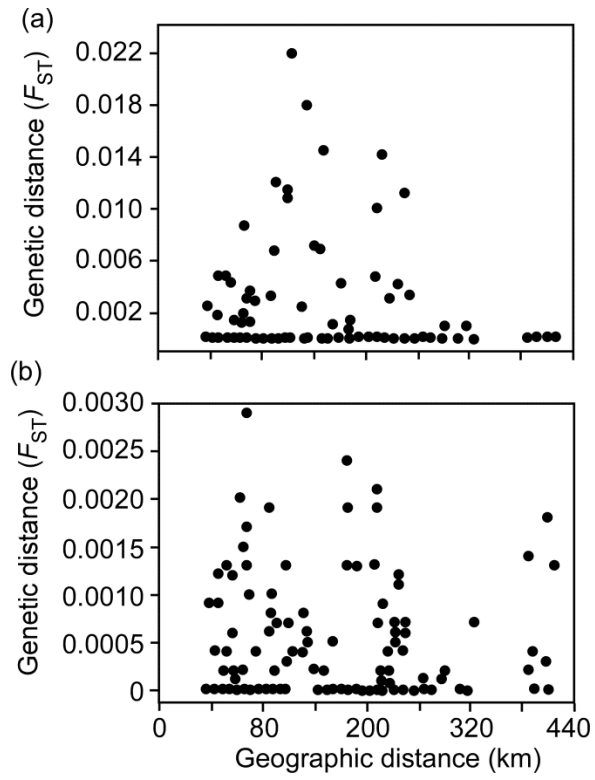 (a)
Genetic distance (FST)
0.022
0.018
0.014
0.010
0.006
0.002
(b)
Genetic distance (FST)
0.0030
0.0025
0.0020
0.0015
0.0010
0.0005
0
0 80 200 320 440
Geographic distance (km)